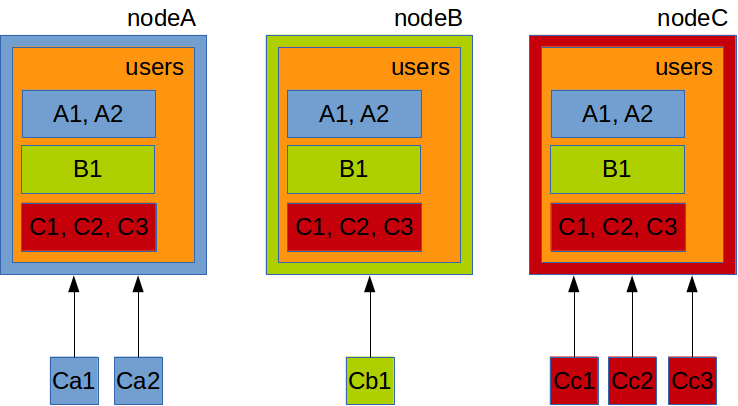 nodeA
nodeB
nodeC
users
users
users
A1, A2
A1, A2
A1, A2
B1
B1
B1
C1, C2, C3
C1, C2, C3
C1, C2, C3
Ca1
Ca2
Cb1
Cc1
Cc2
Cc3